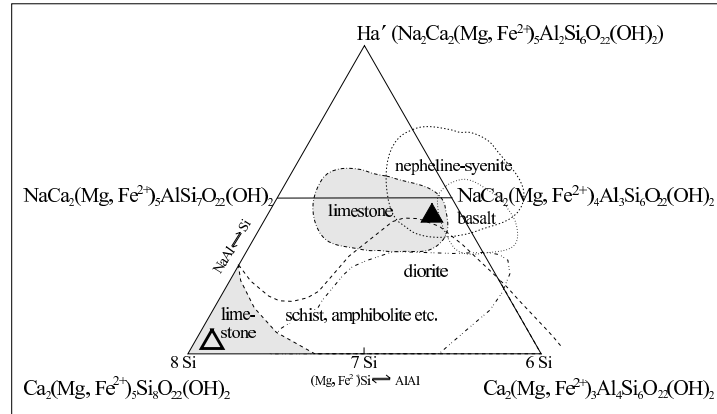 Ha′ (Na₂Ca₂(Mg, Fe²⁺)₅Al₂Si₆O₂₂(OH)₂)
nepheline-syenite
NaCa₂(Mg, Fe²⁺)₅AlSi₇O₂₂(OH)₂
NaCa₂(Mg, Fe²⁺)₄Al₃Si₆O₂₂(OH)₂
limestone
basalt
NaAl⇌Si
diorite
lime-
stone
schist, amphibolite etc.
8 Si
7 Si
6 Si
(Mg, Fe²⁺)Si⇌AlAl
Ca₂(Mg, Fe²⁺)₅Si₈O₂₂(OH)₂
Ca₂(Mg, Fe²⁺)₃Al₄Si₆O₂₂(OH)₂